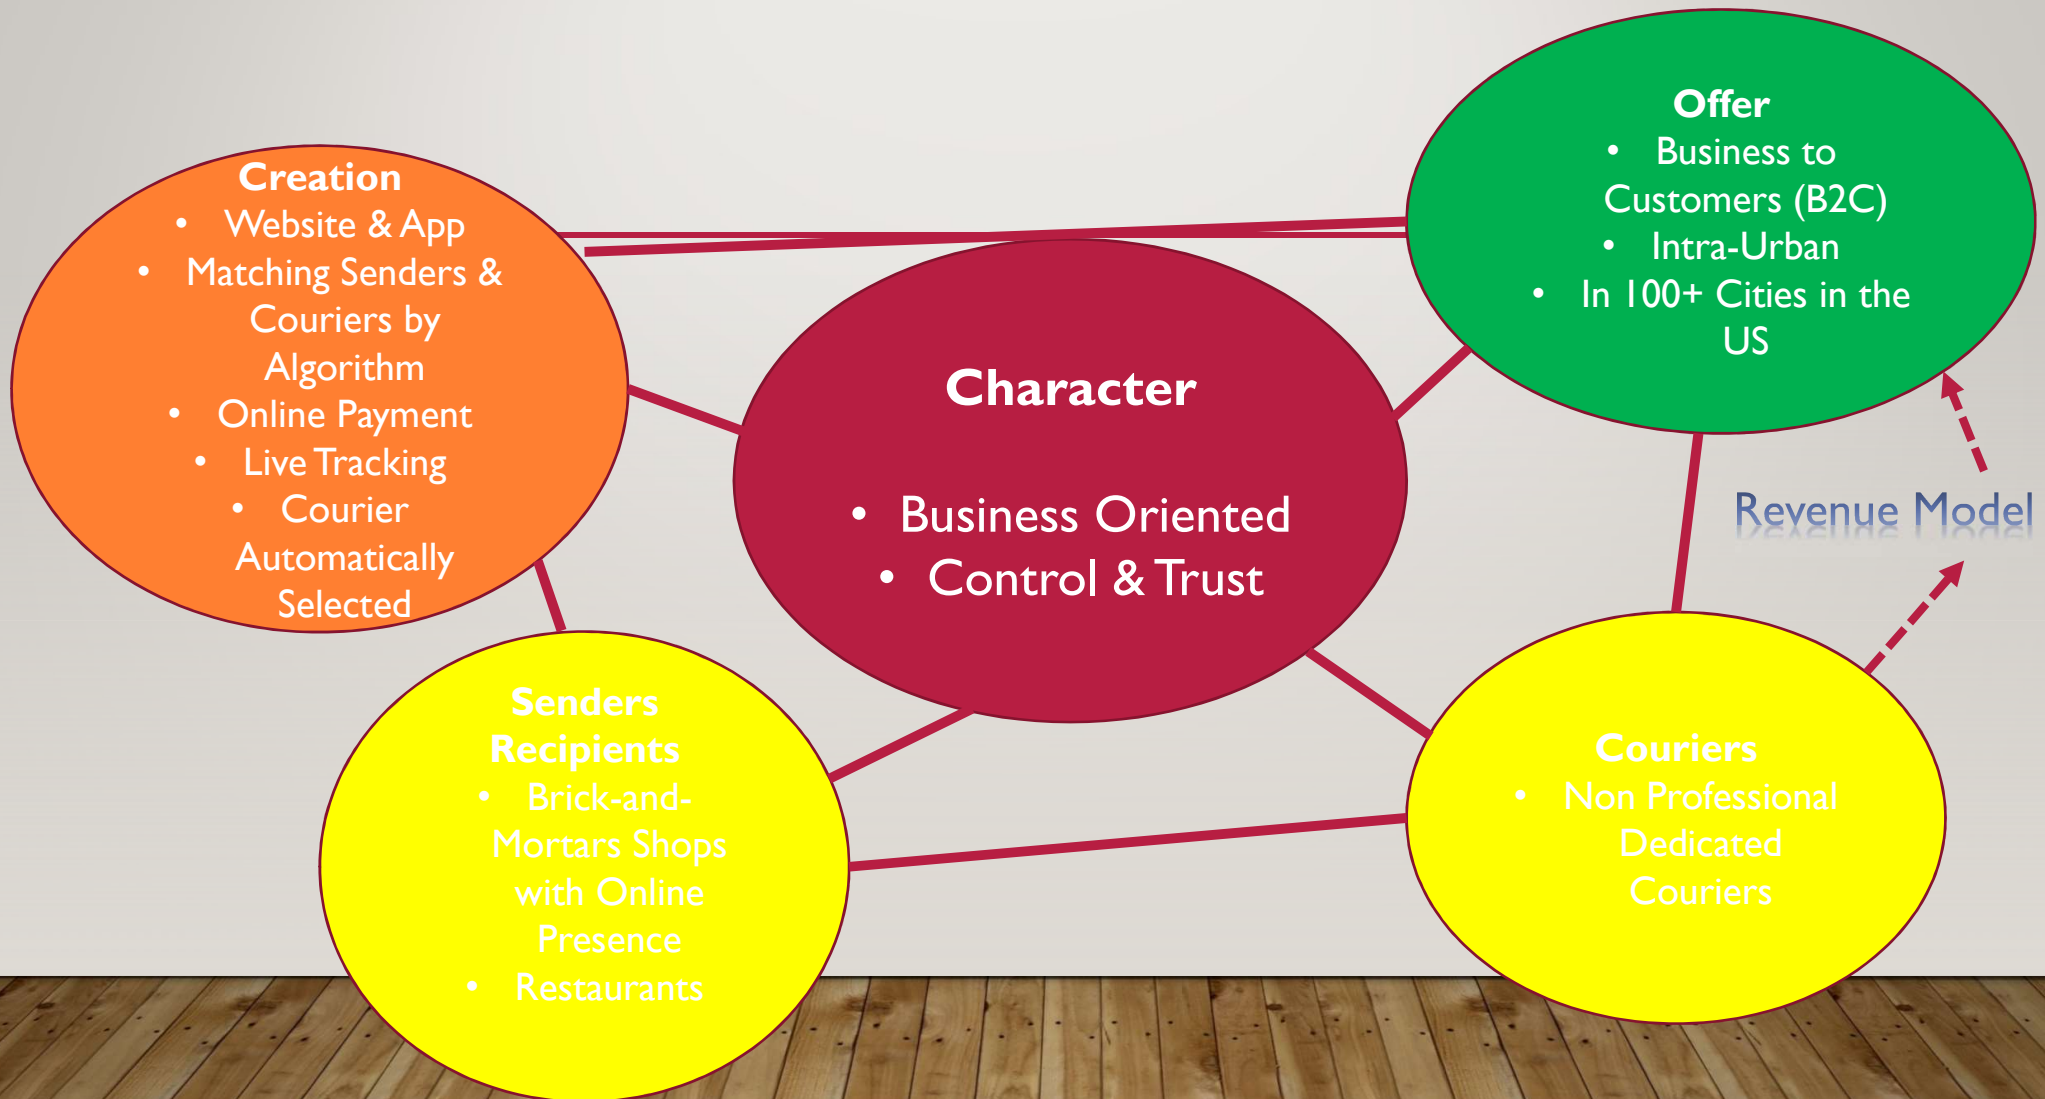 Creation
• Website & App
• Matching Senders &
Couriers by
Algorithm
• Online Payment
• Live Tracking
• Courier
Automatically
Selected
Character
• Business Oriented
• Control & Trust
Offer
• Business to
Customers (B2C)
• Intra-Urban
• In 100+ Cities in the
US
Revenue Model
Senders
Recipients
• Brick-and-
Mortars Shops
with Online
Presence
• Restaurants
Couriers
• Non Professional
Dedicated
Couriers